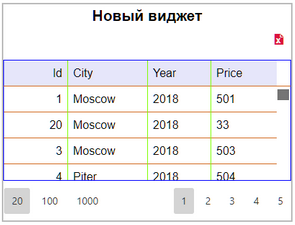 Новый виджет
Id City Year Price
1 Moscow 2018 501
20 Moscow 2018 33
3 Moscow 2018 503
4 Piter 2018 504
20 100 1000 1 2 3 4 5